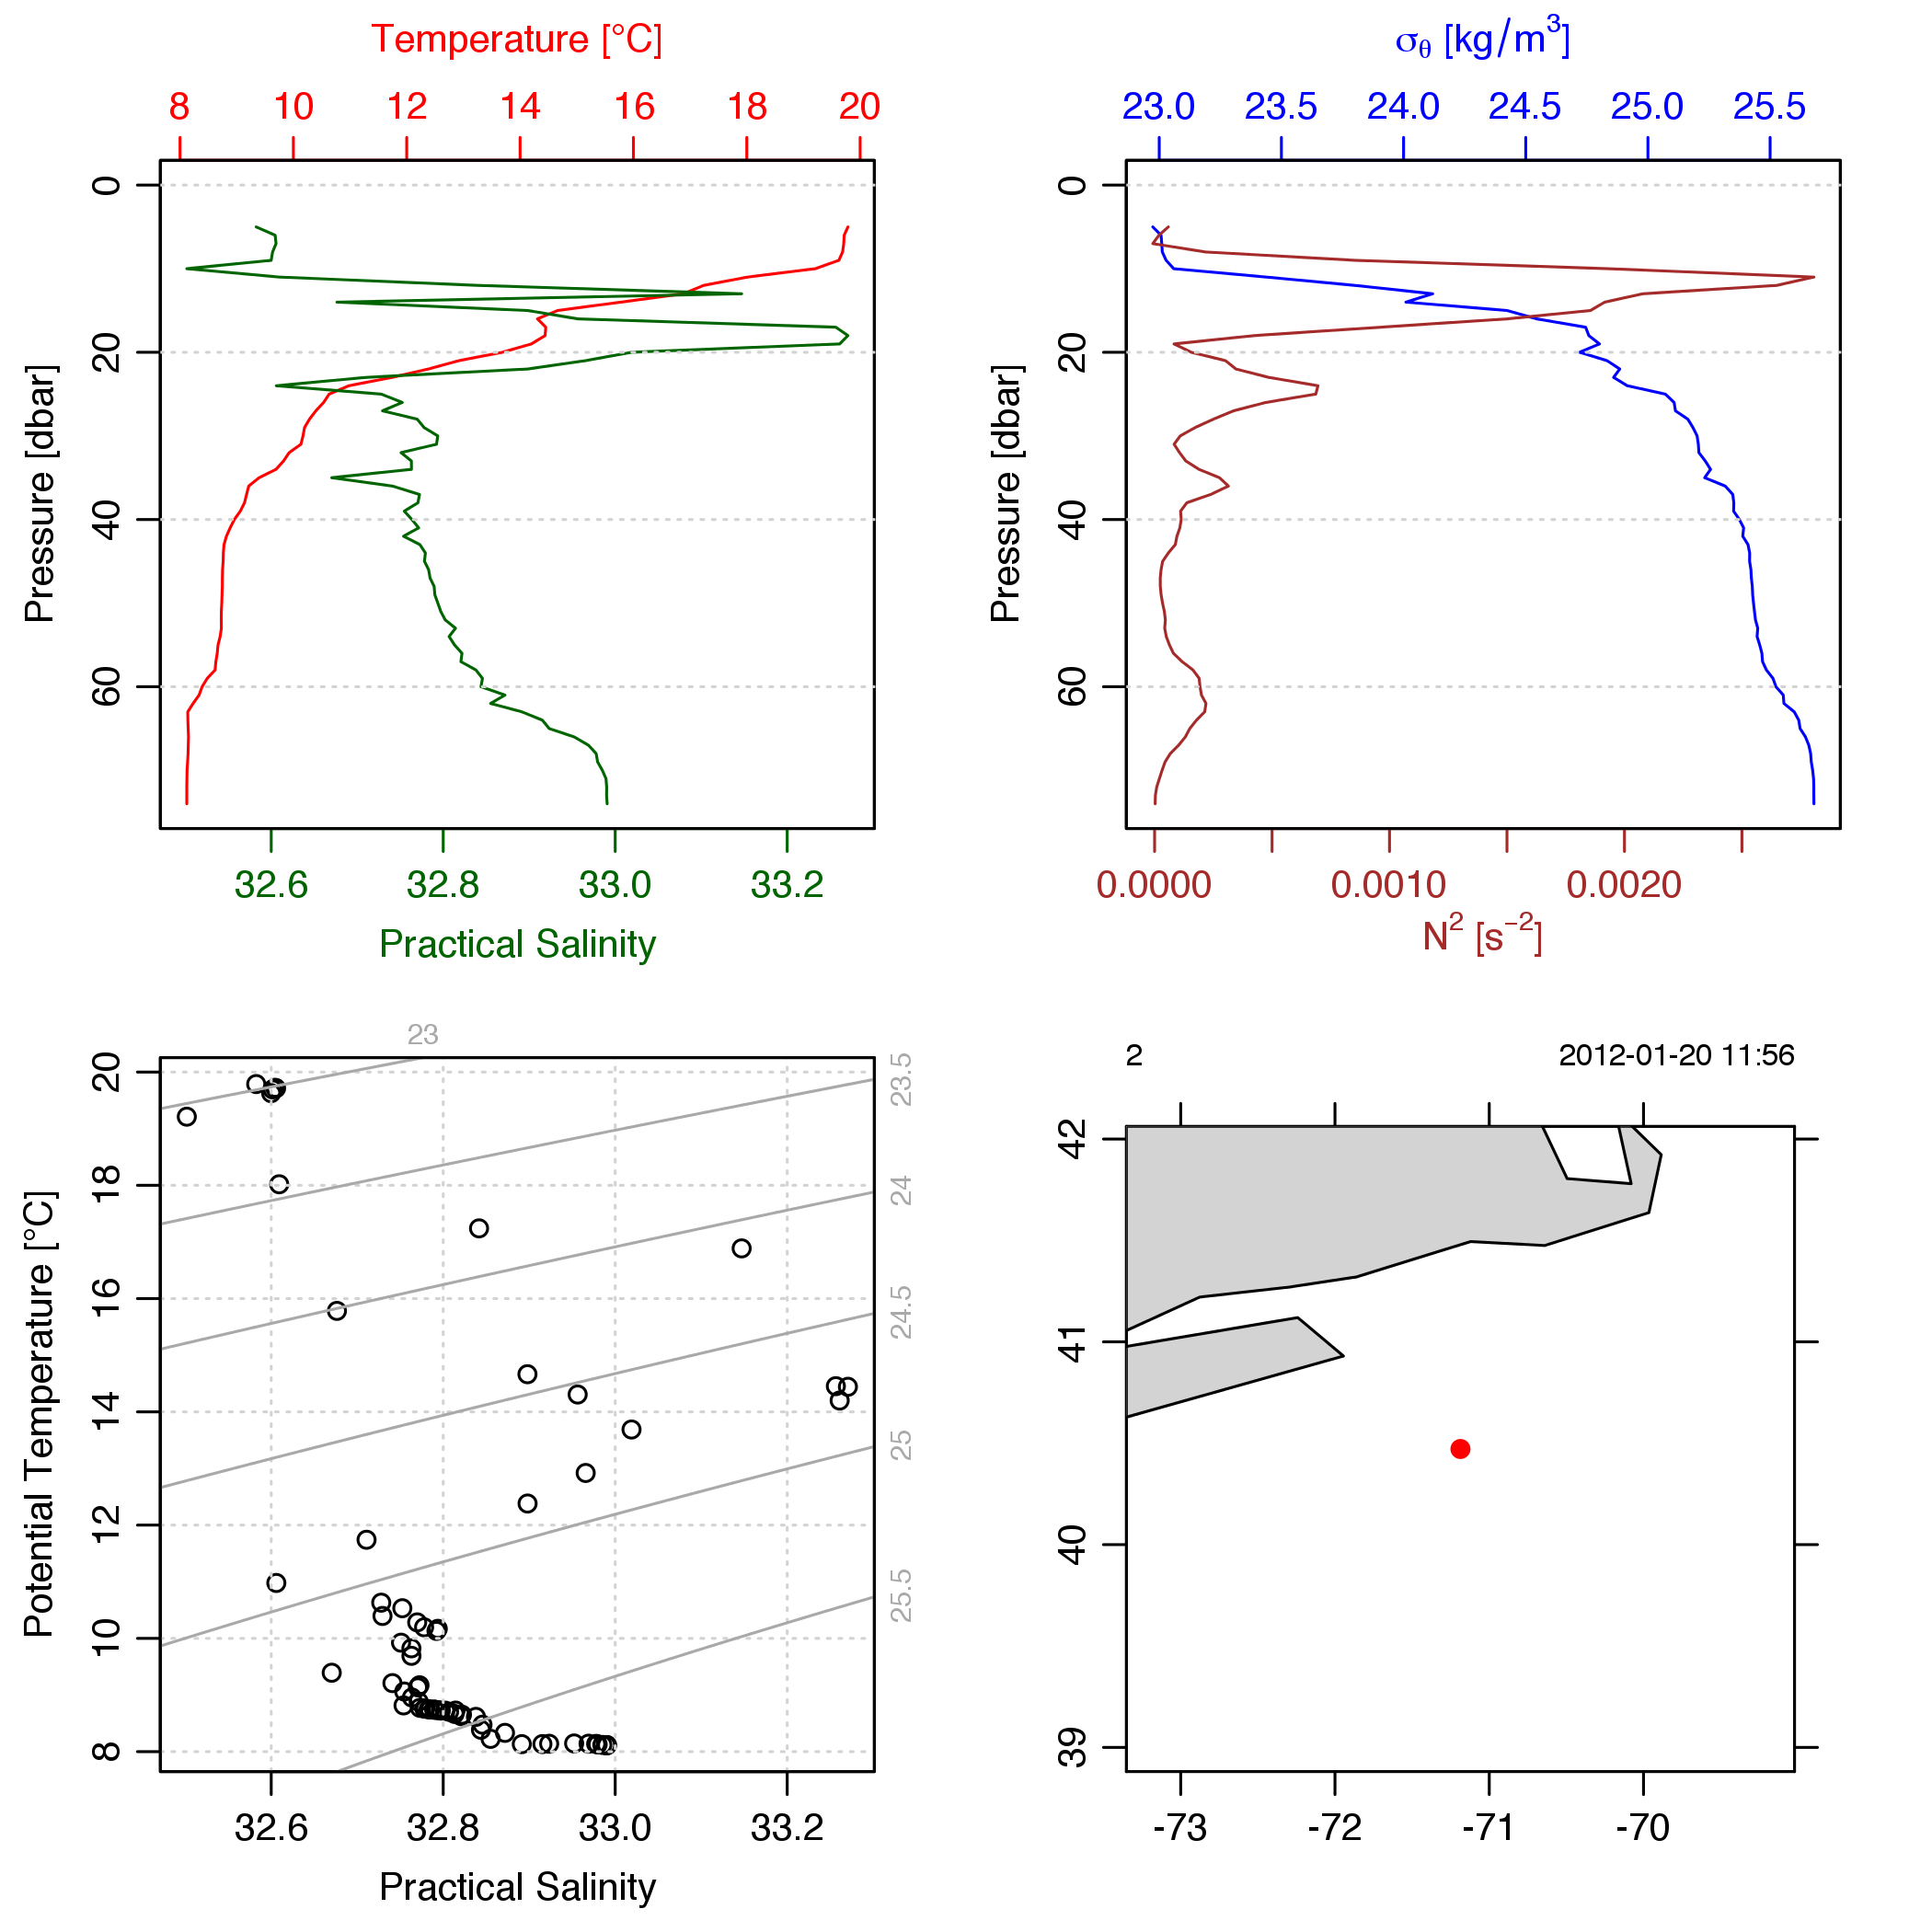 Temperature [°C]
8 10 12 14 16 18 20
0
20
40
60
Pressure [dbar]
32.6 32.8 33.0 33.2
Practical Salinity
σθ [kg/m³]
23.0 23.5 24.0 24.5 25.0 25.5
0
20
40
60
Pressure [dbar]
0.0000 0.0010 0.0020
N² [s⁻²]
23
23.5
24
24.5
25
25.5
20
18
16
14
12
10
8
Potential Temperature [°C]
32.6 32.8 33.0 33.2
Practical Salinity
2 2012-01-20 11:56
42
41
40
39
-73 -72 -71 -70